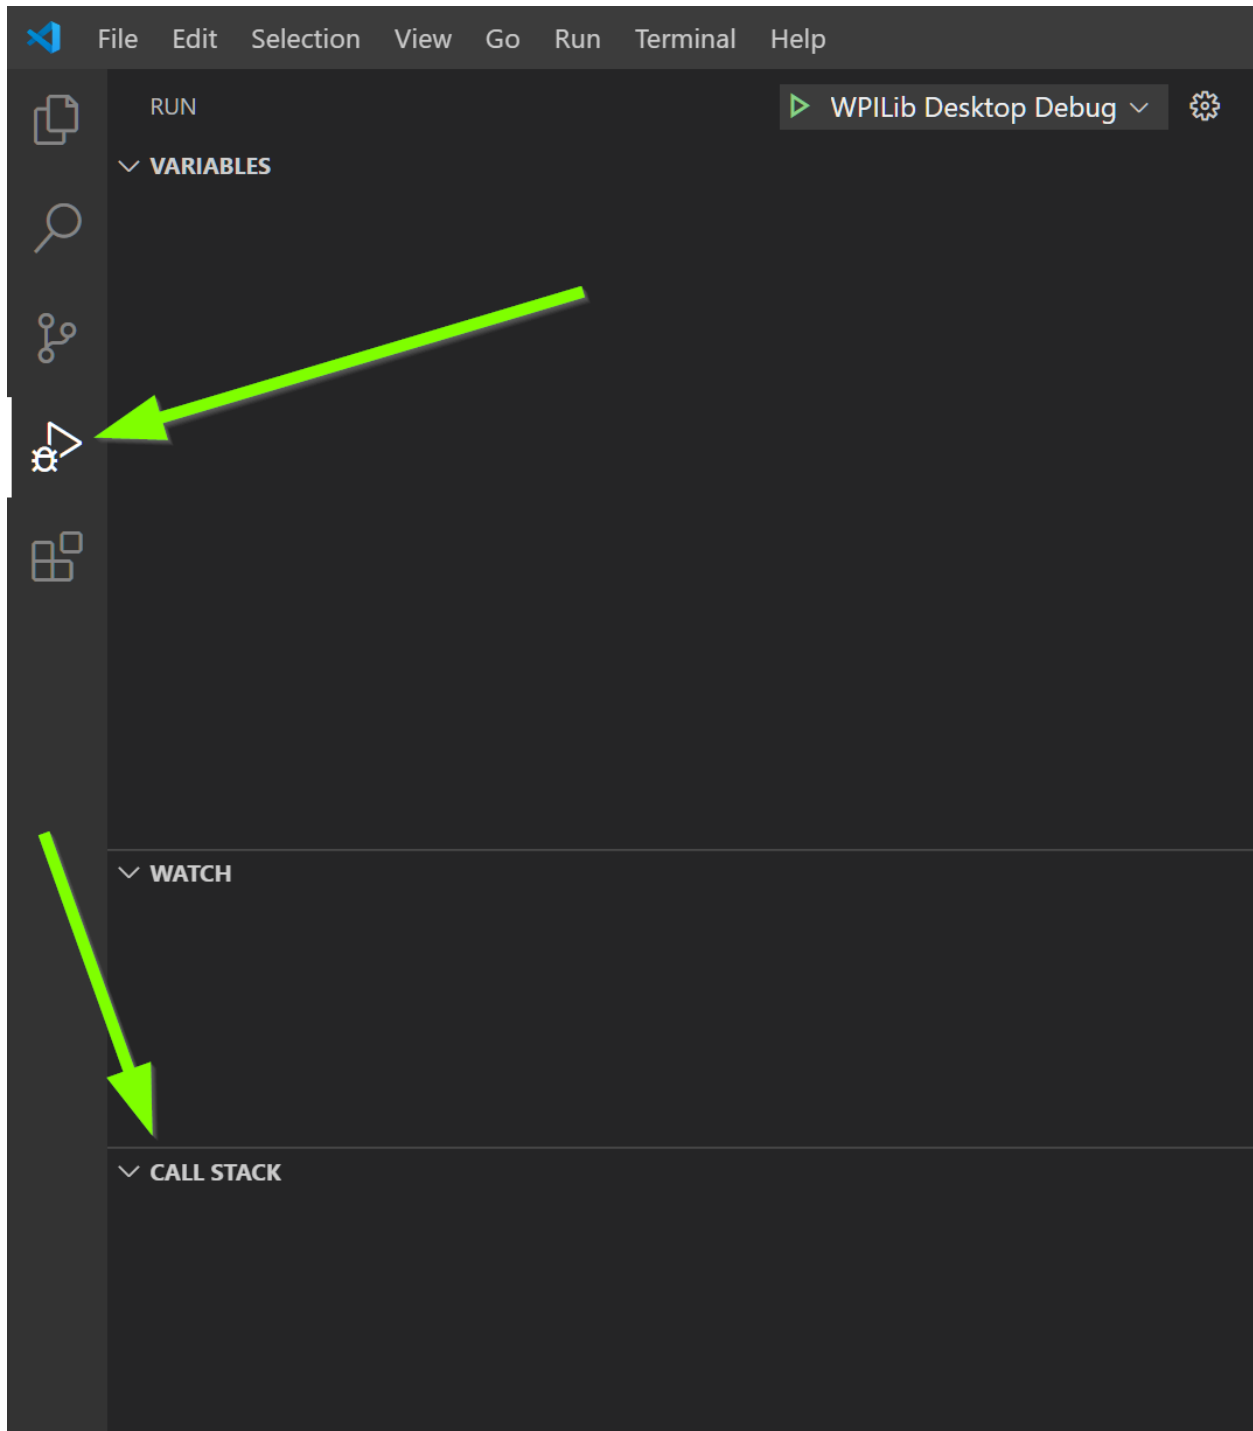 File Edit Selection View Go Run Terminal Help
RUN WPILib Desktop Debug
VARIABLES
WATCH
CALL STACK